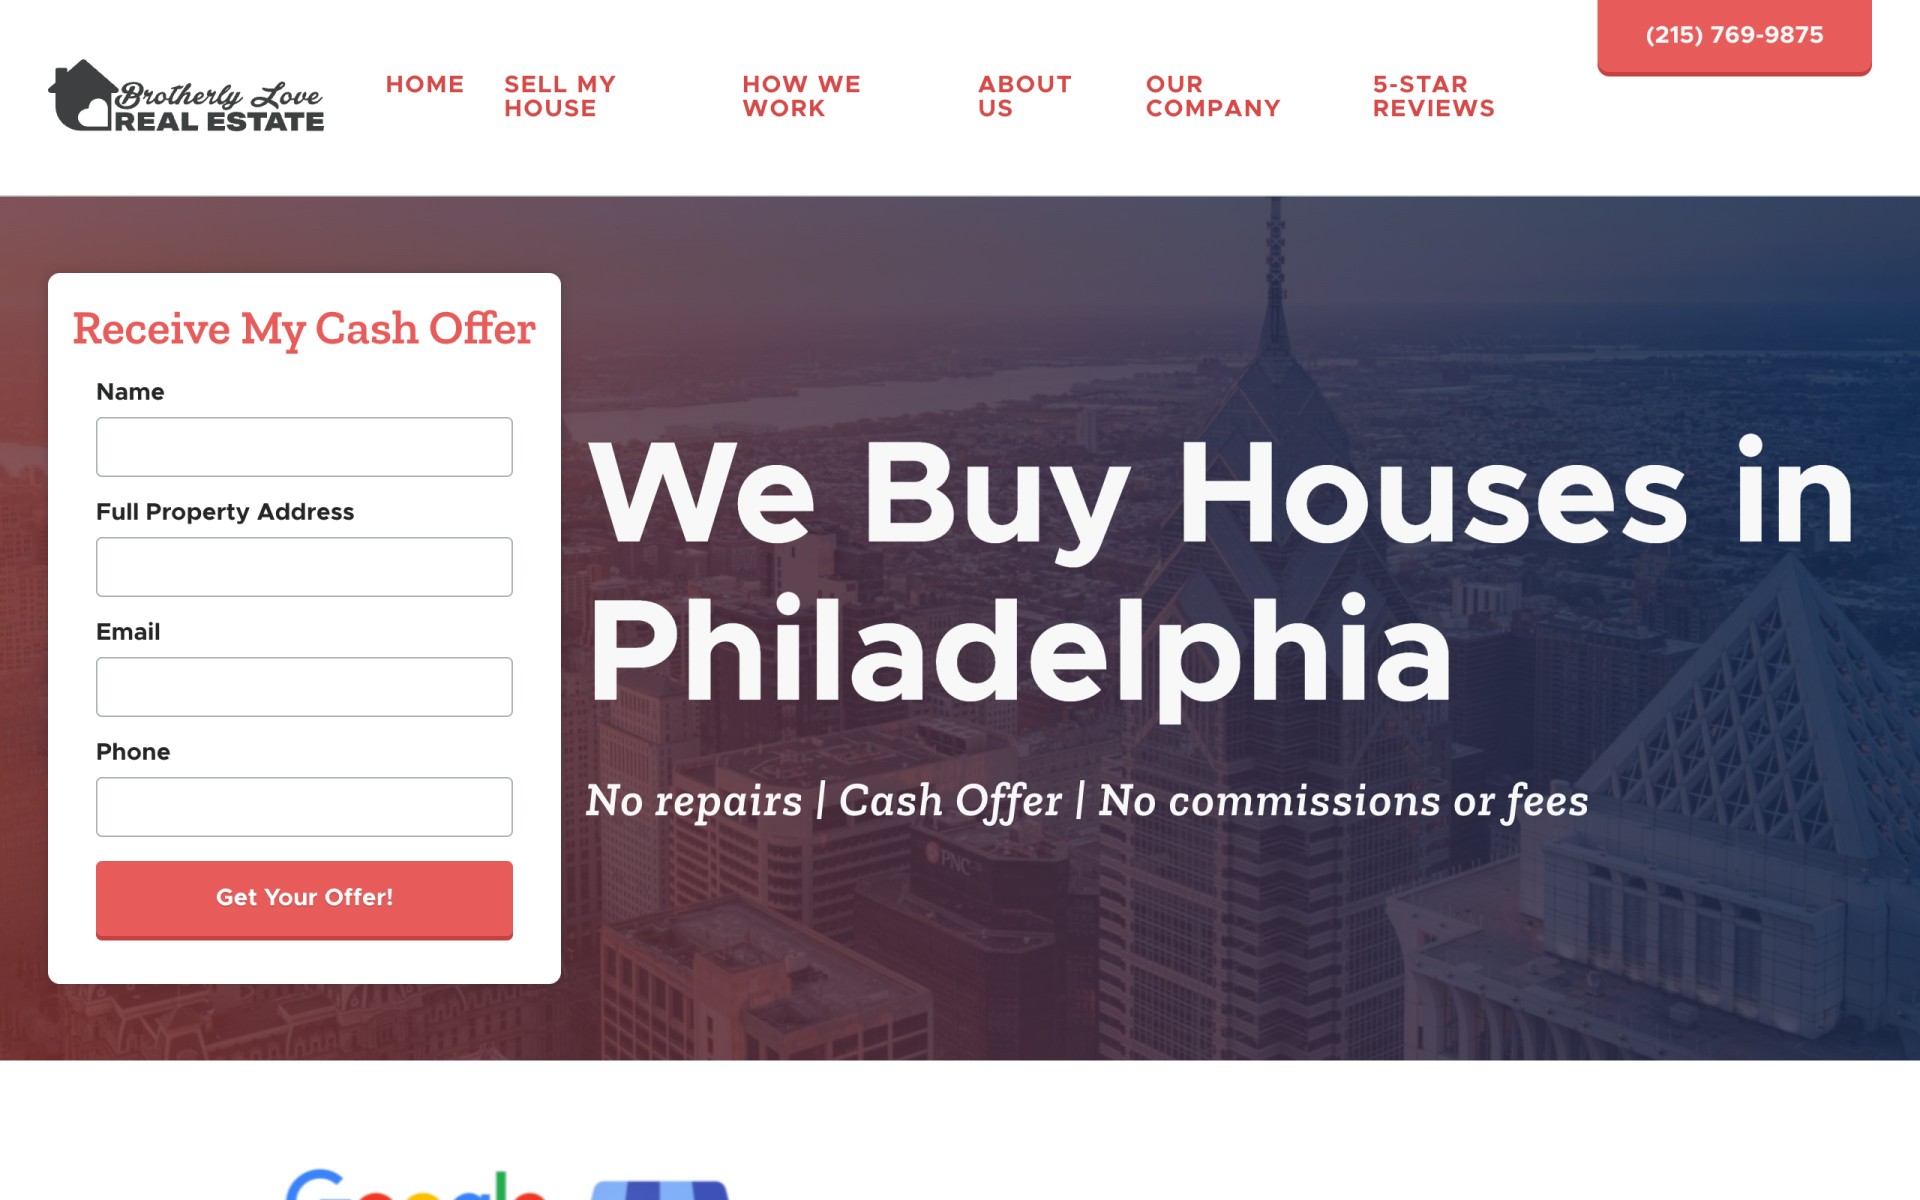 (215) 769-9875
Brotherly Love
REAL ESTATE
HOME
SELL MY
HOUSE
HOW WE
WORK
ABOUT
US
OUR
COMPANY
5-STAR
REVIEWS
Receive My Cash Offer
Name
Full Property Address
Email
Phone
Get Your Offer!
We Buy Houses in
Philadelphia
No repairs | Cash Offer | No commissions or fees
PNC
Google